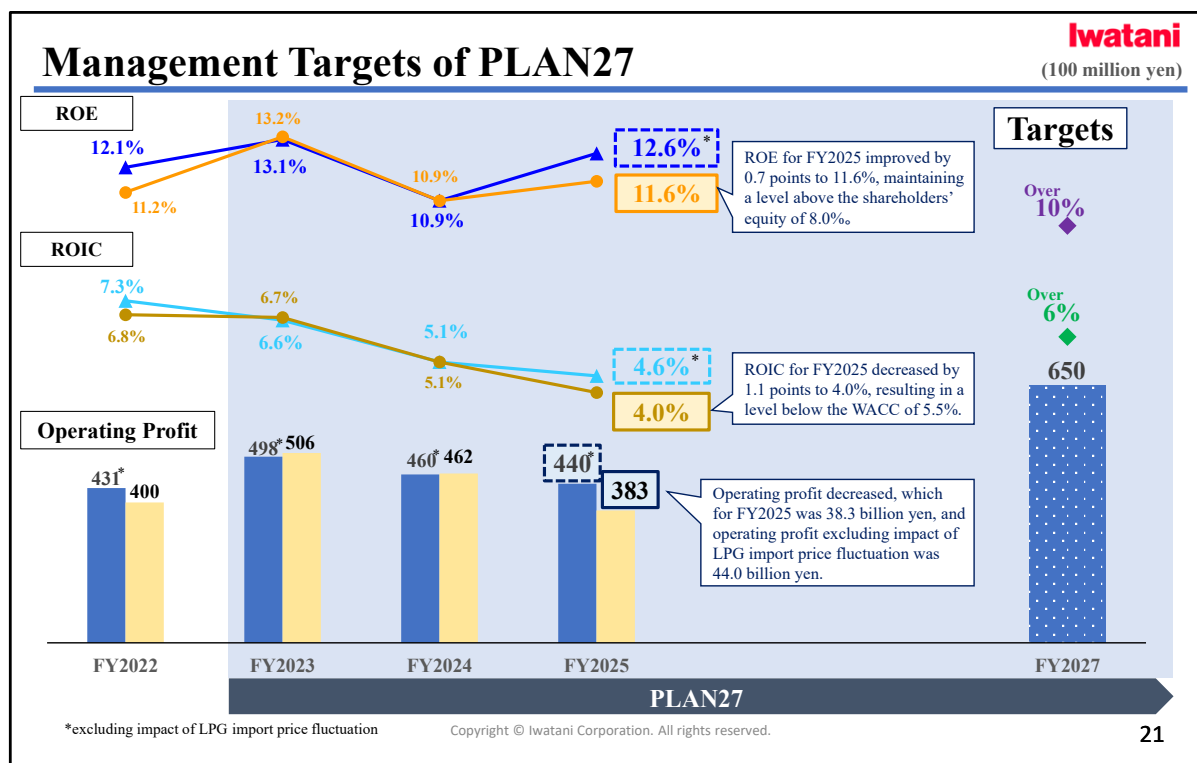 Iwatani
Management Targets of PLAN27
(100 million yen)
ROE
12.1%
11.2%
13.2%
13.1%
10.9%
10.9%
12.6%*
11.6%
ROE for FY2025 improved by
0.7 points to 11.6%, maintaining
a level above the shareholders’
equity of 8.0%。
Targets
Over
10%
ROIC
7.3%
6.8%
6.7%
6.6%
5.1%
5.1%
4.6%*
4.0%
ROIC for FY2025 decreased by
1.1 points to 4.0%, resulting in a
level below the WACC of 5.5%.
Over
6%
650
Operating Profit
431*
400
498*
506
460*
462
440*
383
Operating profit decreased, which
for FY2025 was 38.3 billion yen, and
operating profit excluding impact of
LPG import price fluctuation was
44.0 billion yen.
FY2022
FY2023
FY2024
FY2025
FY2027
PLAN27
*excluding impact of LPG import price fluctuation
Copyright © Iwatani Corporation. All rights reserved.
21